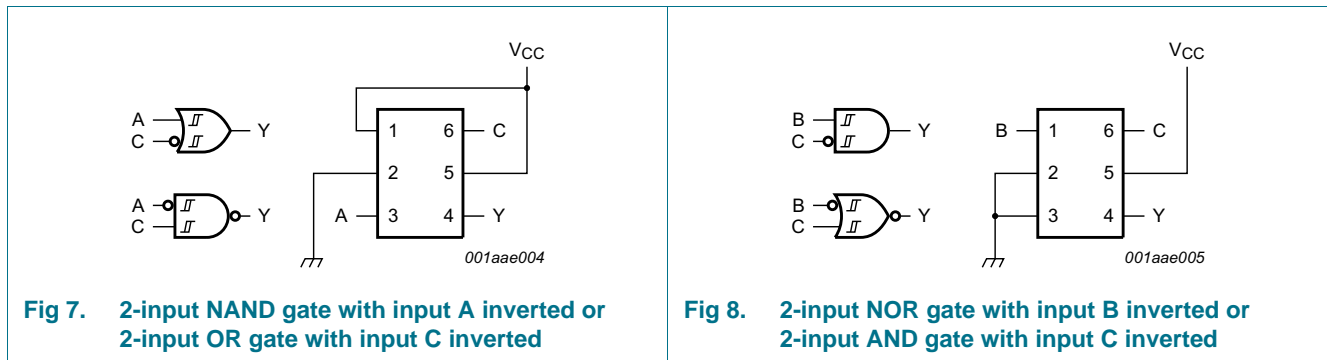 VCC
A
C
Y
A
C
Y
1 6 C
2 5
A 3 4 Y
001aae004
Fig 7. 2-input NAND gate with input A inverted or
2-input OR gate with input C inverted
VCC
B
C
Y
B
C
Y
B 1 6 C
2 5
3 4 Y
001aae005
Fig 8. 2-input NOR gate with input B inverted or
2-input AND gate with input C inverted